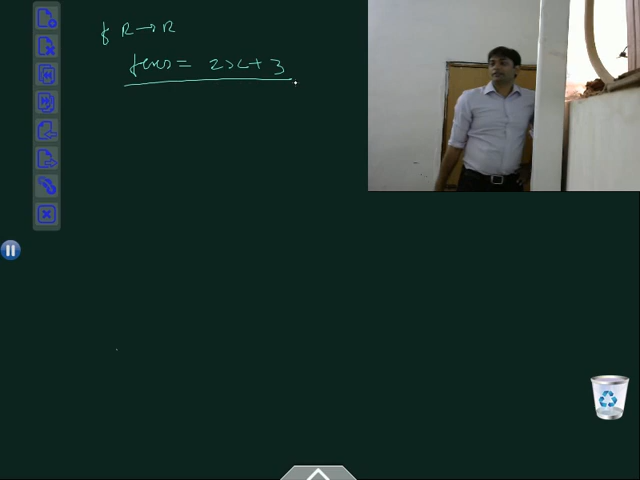 f R→R
f(x) = 2x+3